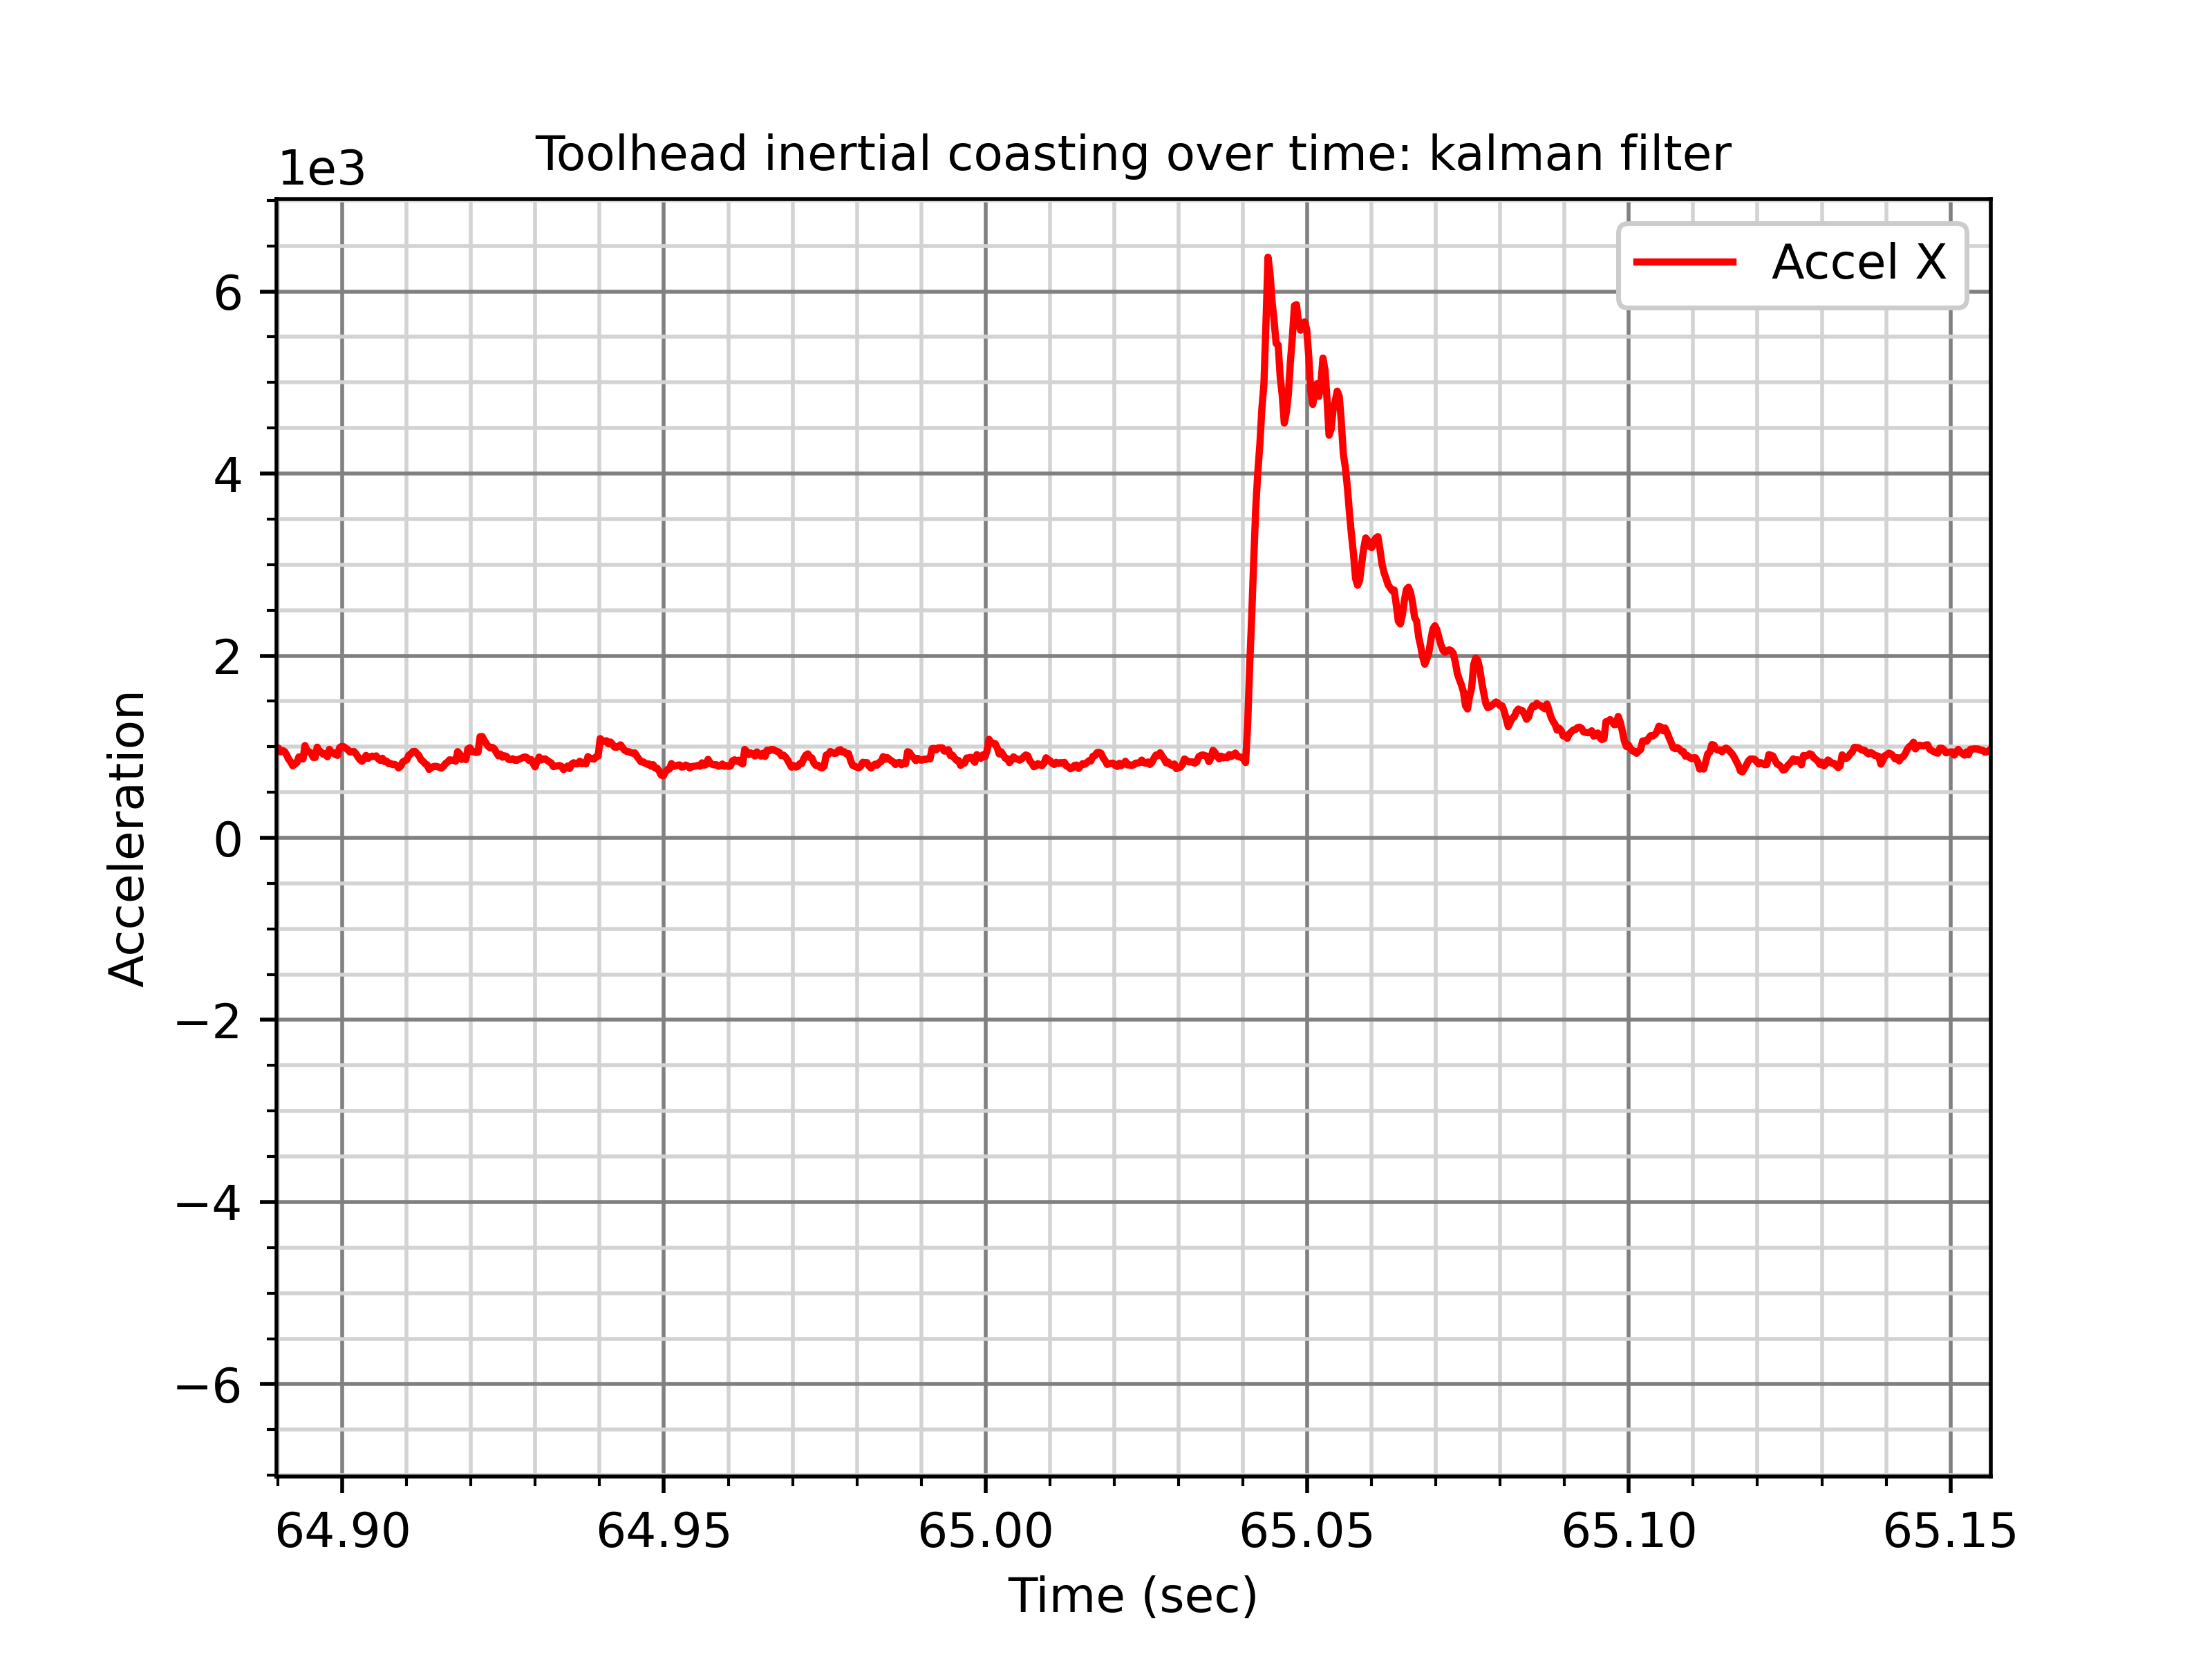 Toolhead inertial coasting over time: kalman filter
1e3
Accel X
6
4
2
0
−2
−4
−6
Acceleration
64.90 64.95 65.00 65.05 65.10 65.15
Time (sec)